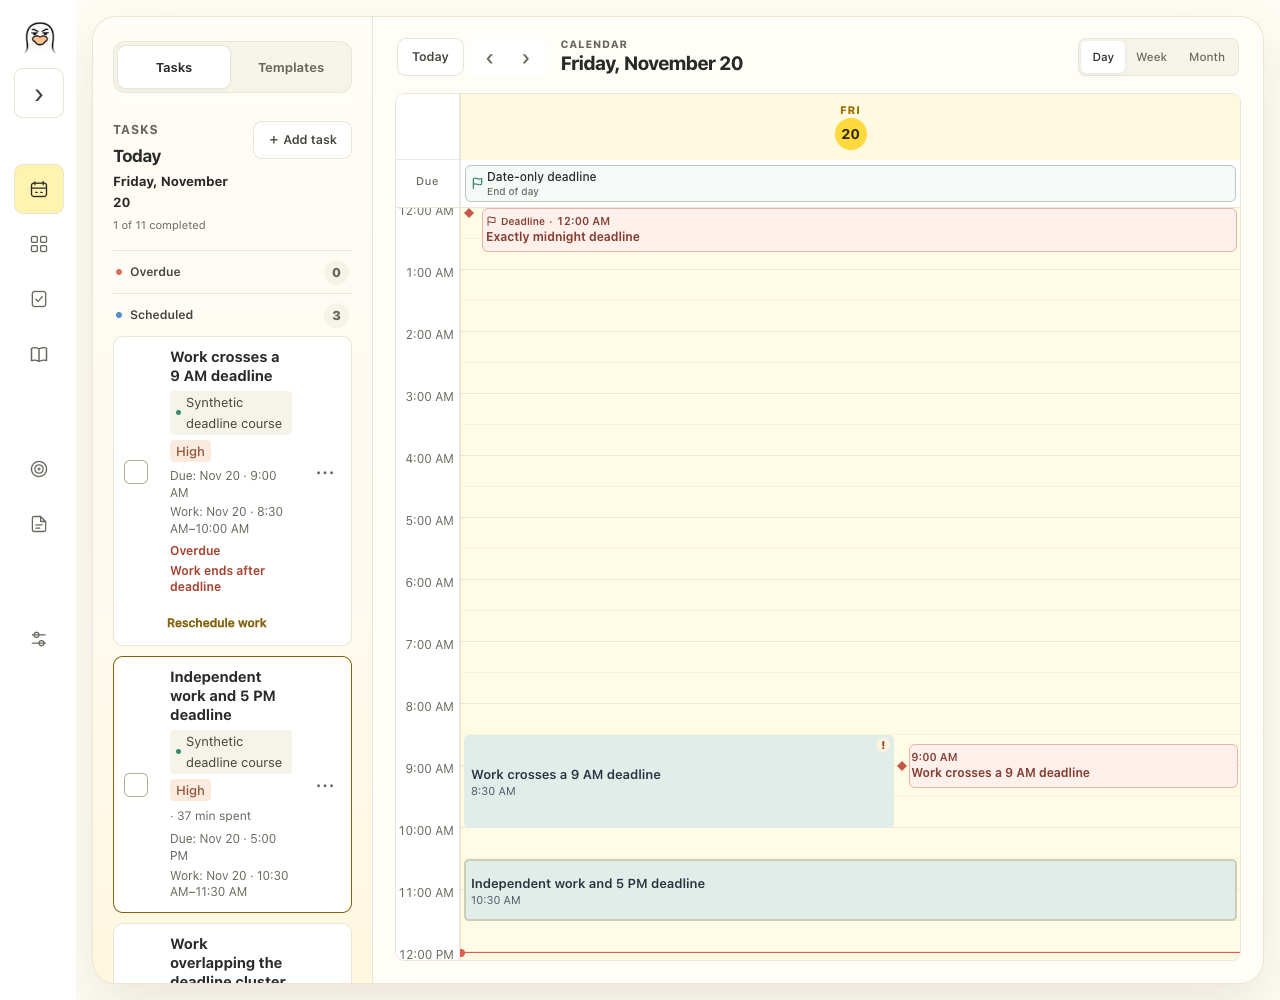 Tasks
Templates
TASKS
Today
Friday, November
20
1 of 11 completed
+ Add task
Overdue
0
Scheduled
3
Work crosses a
9 AM deadline
Synthetic
deadline course
High
Due: Nov 20 · 9:00
AM
Work: Nov 20 · 8:30
AM–10:00 AM
Overdue
Work ends after
deadline
Reschedule work
Independent
work and 5 PM
deadline
Synthetic
deadline course
High
· 37 min spent
Due: Nov 20 · 5:00
PM
Work: Nov 20 · 10:30
AM–11:30 AM
Work
overlapping the
deadline cluster
Today
CALENDAR
Friday, November 20
Day
Week
Month
FRI
20
Due
Date-only deadline
End of day
12:00 AM
Deadline · 12:00 AM
Exactly midnight deadline
1:00 AM
2:00 AM
3:00 AM
4:00 AM
5:00 AM
6:00 AM
7:00 AM
8:00 AM
9:00 AM
Work crosses a 9 AM deadline
8:30 AM
!
9:00 AM
Work crosses a 9 AM deadline
10:00 AM
11:00 AM
Independent work and 5 PM deadline
10:30 AM
12:00 PM